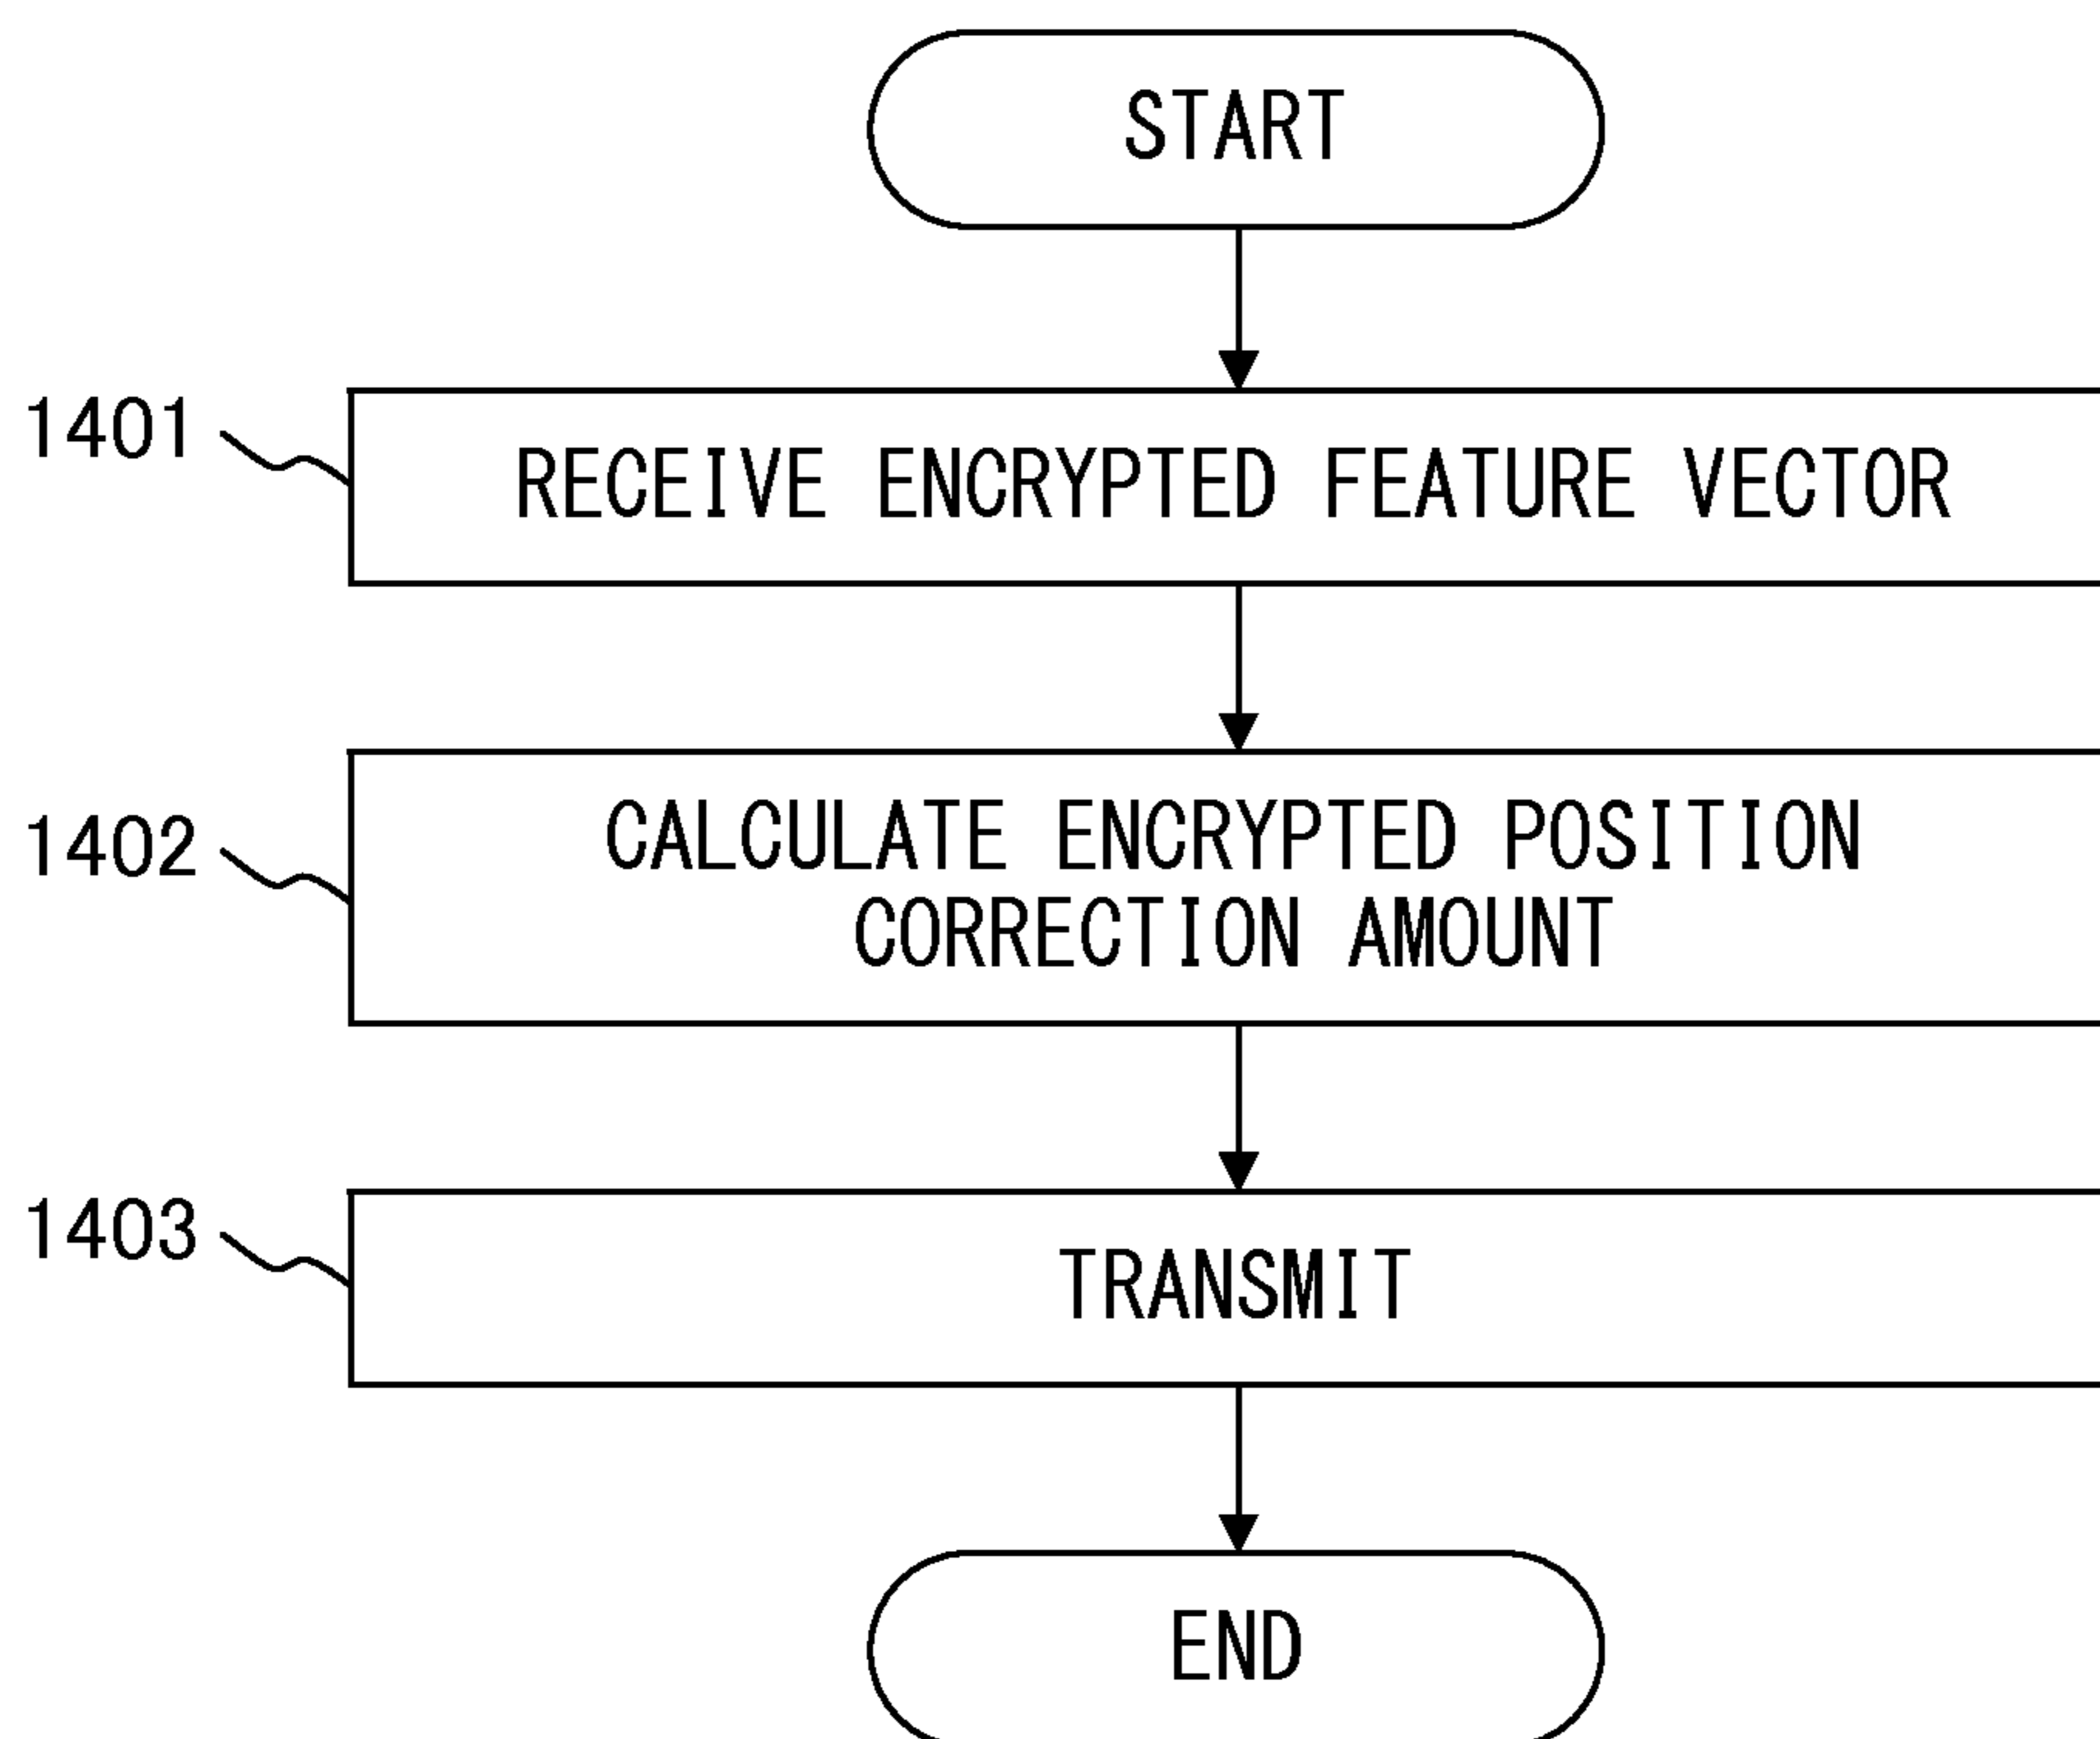 START
1401
RECEIVE ENCRYPTED FEATURE VECTOR
1402
CALCULATE ENCRYPTED POSITION
CORRECTION AMOUNT
1403
TRANSMIT
END